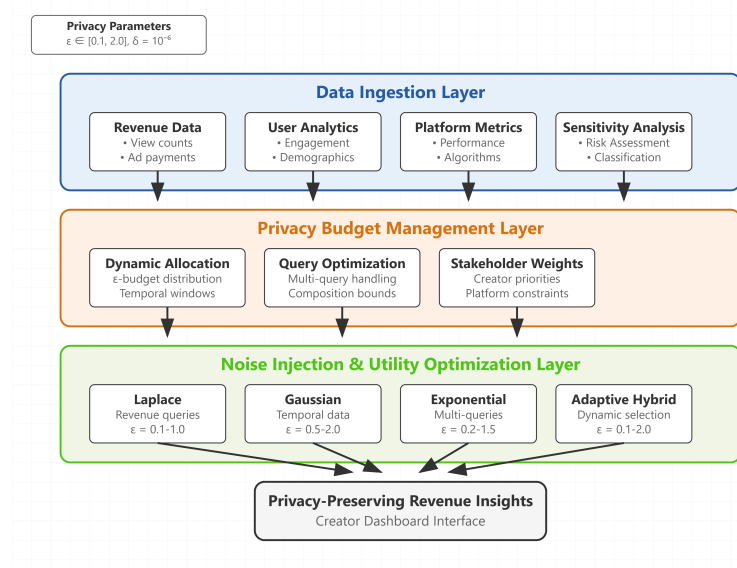 Privacy Parameters
ε ∈ [0.1, 2.0], δ = 10⁻⁶
Data Ingestion Layer
Revenue Data
• View counts
• Ad payments
User Analytics
• Engagement
• Demographics
Platform Metrics
• Performance
• Algorithms
Sensitivity Analysis
• Risk Assessment
• Classification
Privacy Budget Management Layer
Dynamic Allocation
ε-budget distribution
Temporal windows
Query Optimization
Multi-query handling
Composition bounds
Stakeholder Weights
Creator priorities
Platform constraints
Noise Injection & Utility Optimization Layer
Laplace
Revenue queries
ε = 0.1-1.0
Gaussian
Temporal data
ε = 0.5-2.0
Exponential
Multi-queries
ε = 0.2-1.5
Adaptive Hybrid
Dynamic selection
ε = 0.1-2.0
Privacy-Preserving Revenue Insights
Creator Dashboard Interface